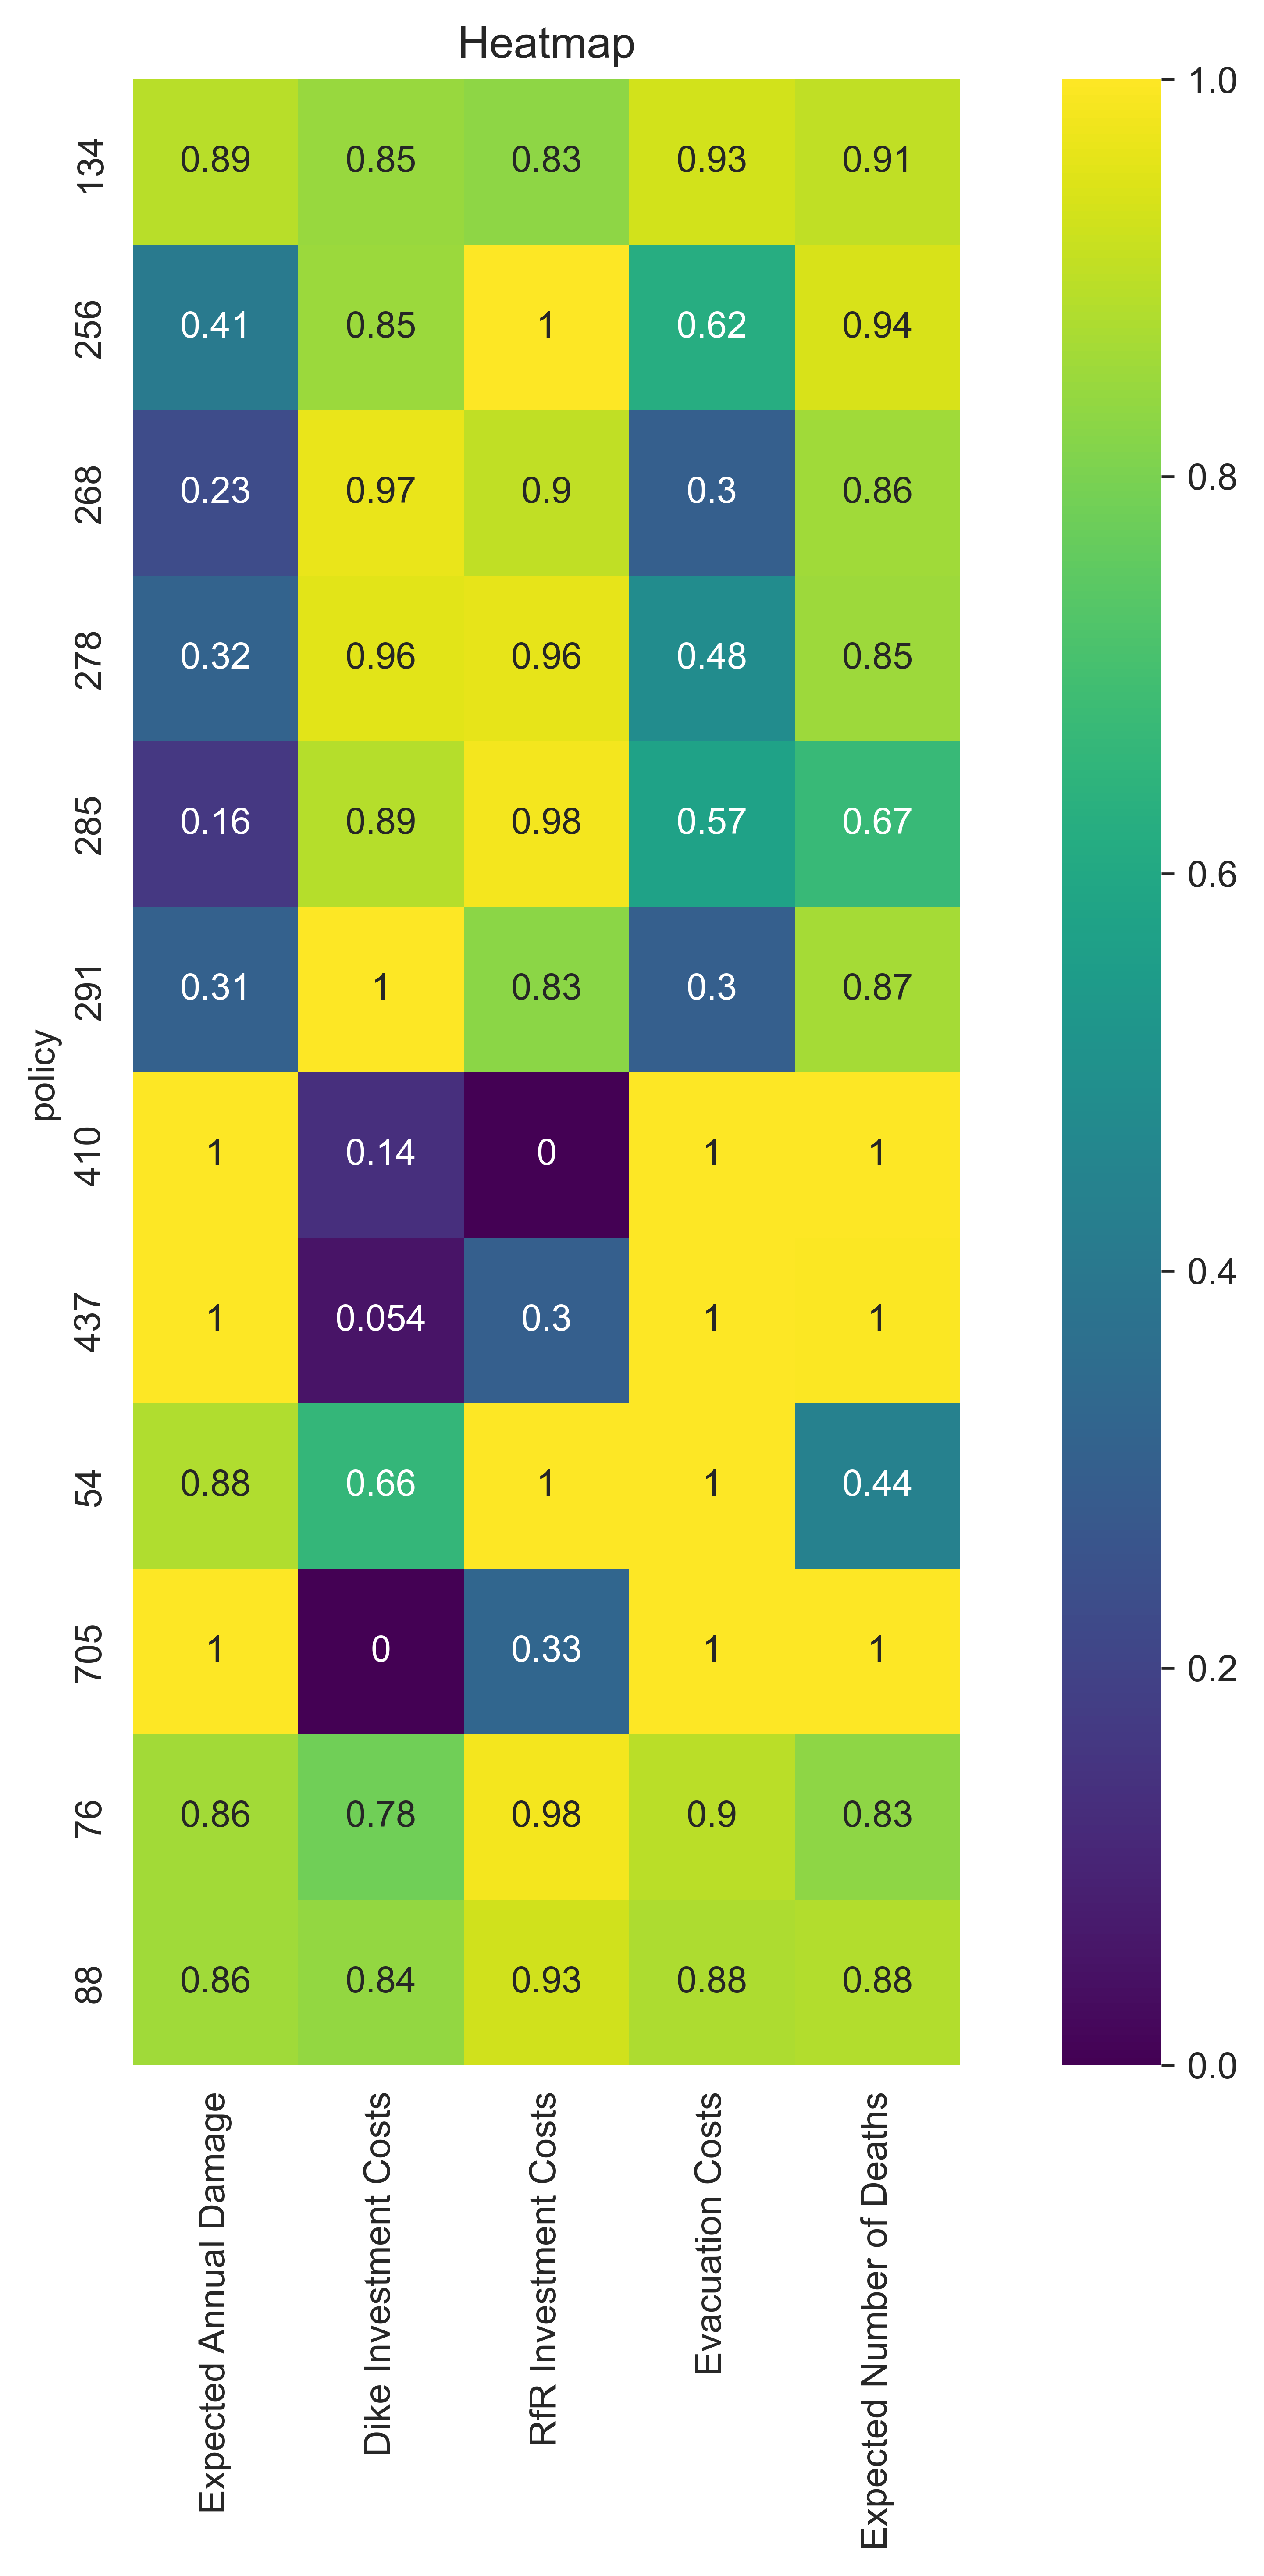 Heatmap
134 0.89 0.85 0.83 0.93 0.91
256 0.41 0.85 1 0.62 0.94
268 0.23 0.97 0.9 0.3 0.86
278 0.32 0.96 0.96 0.48 0.85
285 0.16 0.89 0.98 0.57 0.67
291 0.31 1 0.83 0.3 0.87
410 1 0.14 0 1 1
437 1 0.054 0.3 1 1
54 0.88 0.66 1 1 0.44
705 1 0 0.33 1 1
76 0.86 0.78 0.98 0.9 0.83
88 0.86 0.84 0.93 0.88 0.88
policy
Expected Annual Damage
Dike Investment Costs
RfR Investment Costs
Evacuation Costs
Expected Number of Deaths
1.0
0.8
0.6
0.4
0.2
0.0